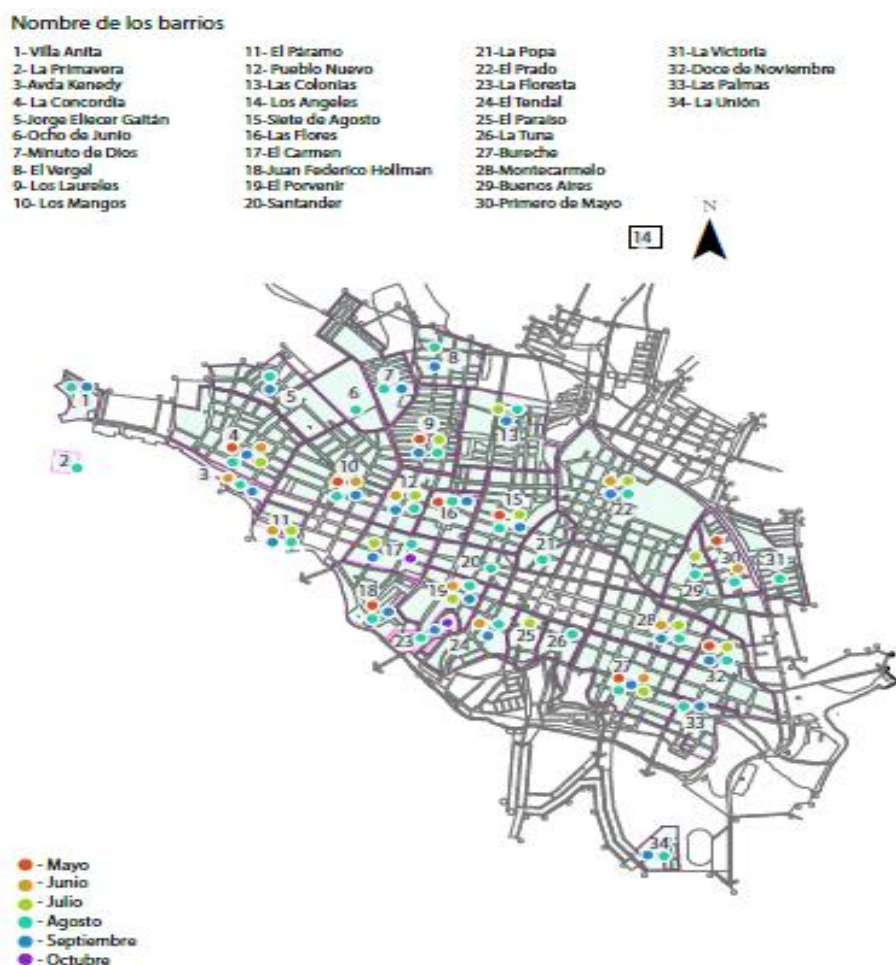 Nombre de los barrios
1- Villa Anita
2- La Primavera
3-Avda Kenedy
4- La Concordia
5-Jorge Eliecer Gaitán
6-Ocho de Junio
7-Minuto de Dios
8- El Vergel
9- Los Laureles
10- Los Mangos
11- El Páramo
12- Pueblo Nuevo
13-Las Colonias
14- Los Angeles
15-Siete de Agosto
16-Las Flores
17-El Carmen
18-Juan Federico Hollman
19-El Porvenir
20-Santander
21-La Popa
22-El Prado
23-La Floresta
24-El Tendal
25-El Paraiso
26-La Tuna
27-Bureche
28-Montecarmelo
29-Buenos Aires
30-Primero de Mayo
31-La Victoria
32-Doce de Noviembre
33-Las Palmas
34- La Unión
N
14
8
7
1
5
6
9
13
4
10
2
3
12
15
16
22
11
17
21
30
31
20
29
18
19
28
23
24
25
26
32
27
33
34
- Mayo
- Junio
- Julio
- Agosto
- Septiembre
- Octubre